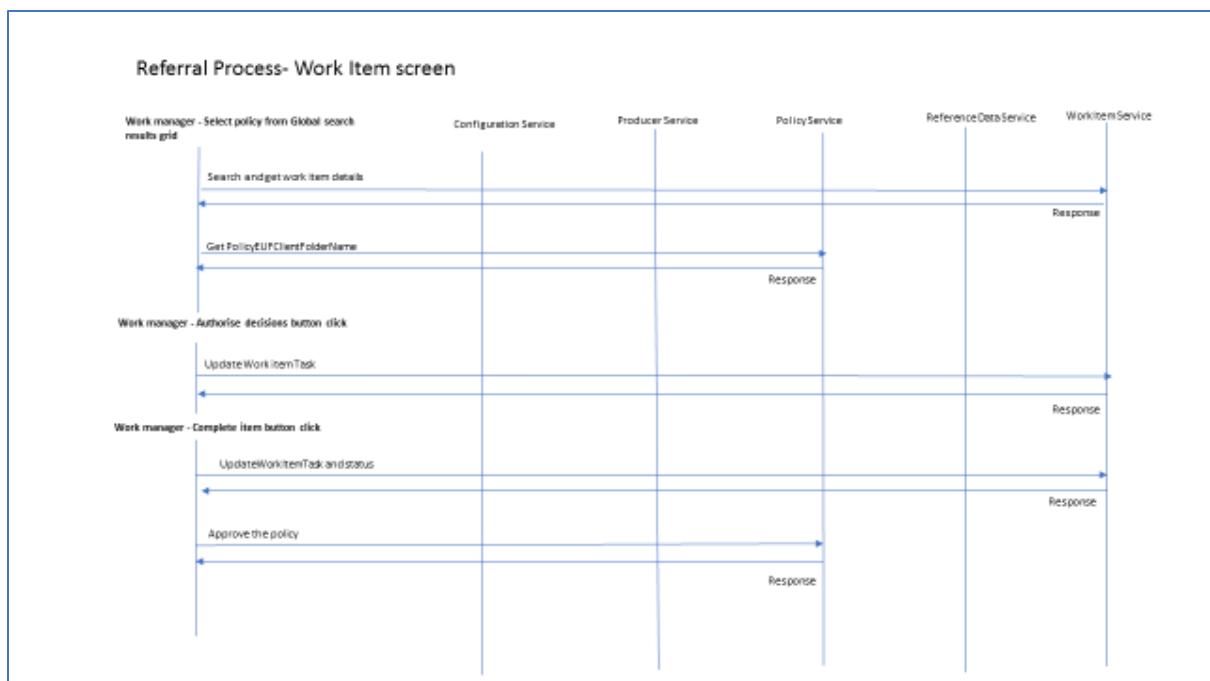 Referral Process- Work Item screen
Work manager - Select policy from Global search
results grid
Configuration Service
Producer Service
Policy Service
Reference Data Service
WorkItem Service
Search and get work item details
Response
Get PolicyEUFClientFolderName
Response
Work manager - Authorise decisions button click
Update Work Item Task
Response
Work manager - Complete item button click
UpdateWorkItemTask and status
Response
Approve the policy
Response